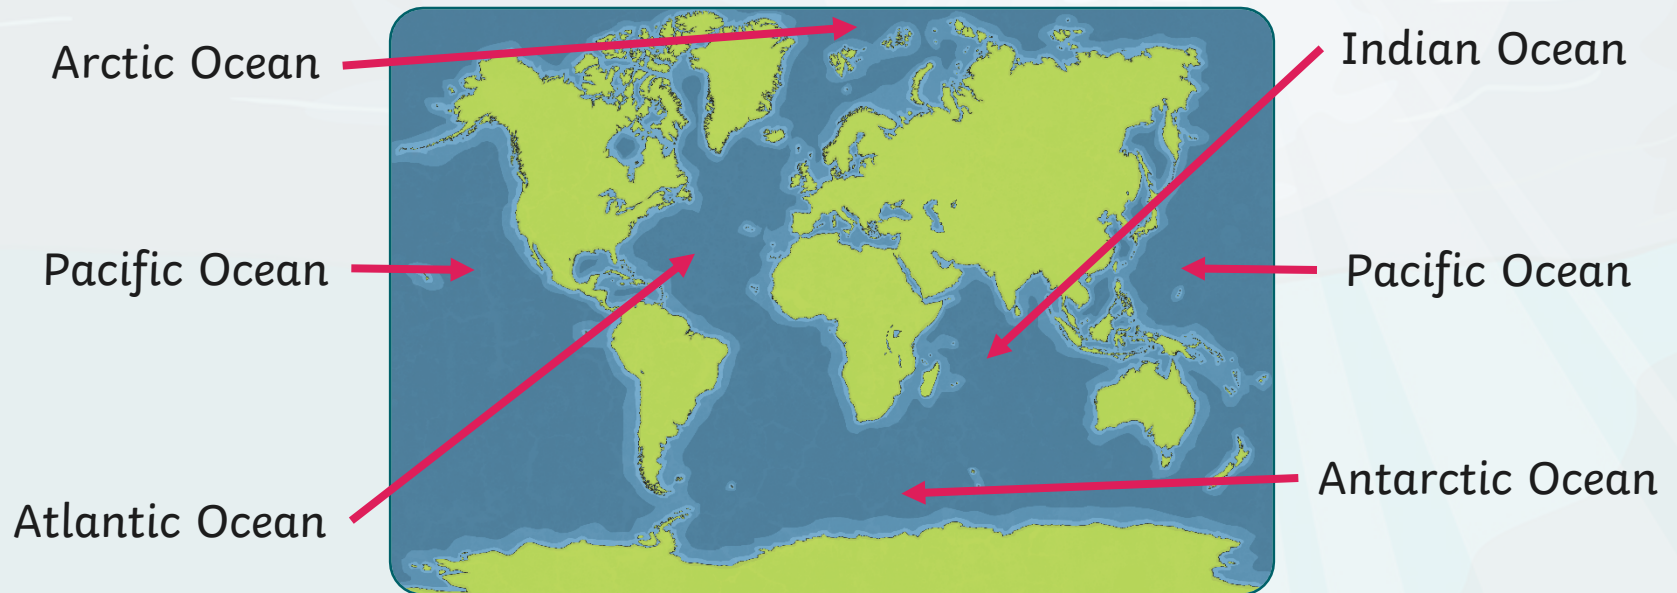 Arctic Ocean
Indian Ocean
Pacific Ocean
Pacific Ocean
Atlantic Ocean
Antarctic Ocean